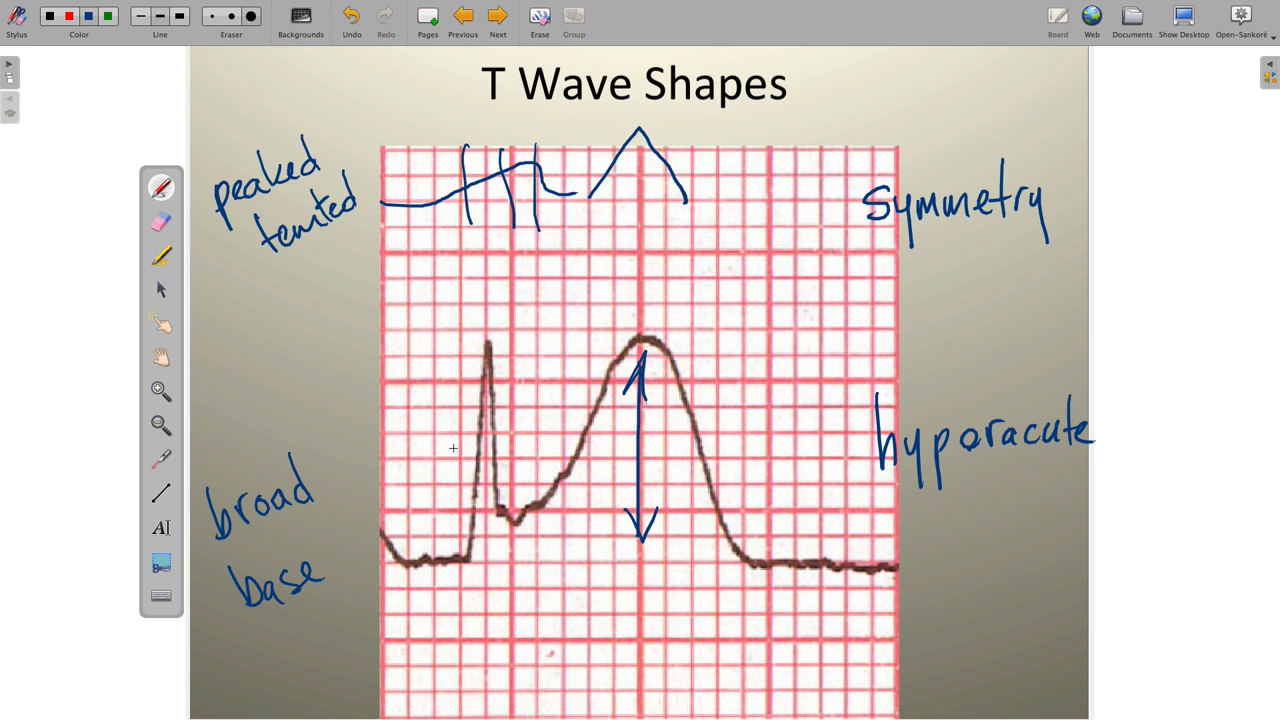 Stylus
Color
Line
Eraser
Backgrounds
Undo
Redo
Pages
Previous
Next
Erase
Group
Board
Web
Documents
Show Desktop
Open-Sankoré
T Wave Shapes
peaked
tented
Symmetry
AI
hyperacute
broad
base